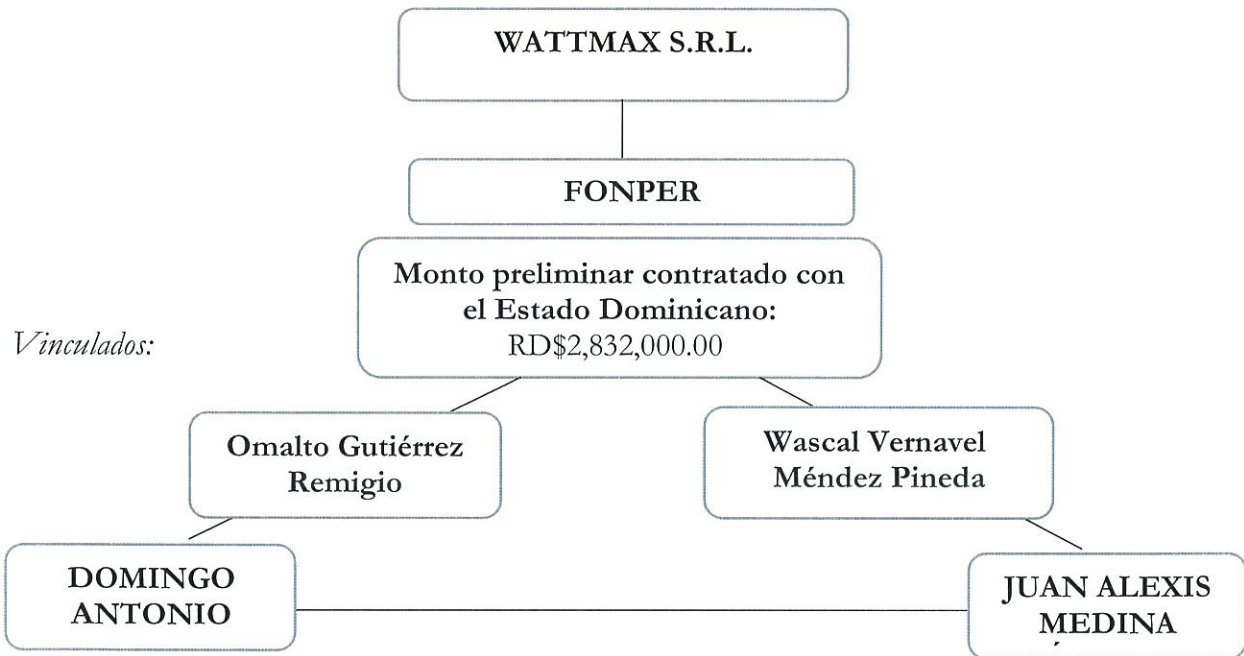 WATTMAX S.R.L.
FONPER
Monto preliminar contratado con
el Estado Dominicano:
RD$2,832,000.00
Vinculados:
Omalto Gutiérrez
Remigio
Wascal Vernavel
Méndez Pineda
DOMINGO
ANTONIO
JUAN ALEXIS
MEDINA